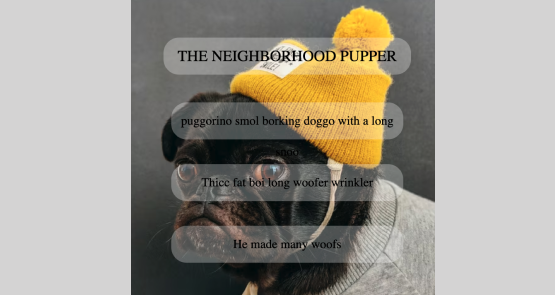 THE NEIGHBORHOOD PUPPER
puggorino smol borking doggo with a long
snoo
Thicc fat boi long woofer wrinkler
He made many woofs